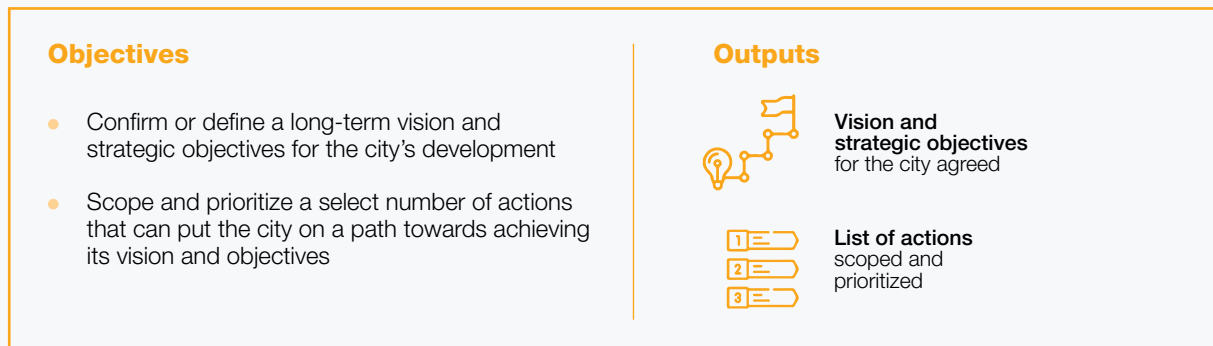 Objectives
Confirm or define a long-term vision and
strategic objectives for the city’s development
Scope and prioritize a select number of actions
that can put the city on a path towards achieving
its vision and objectives
Outputs
Vision and
strategic objectives
for the city agreed
1
2
3
List of actions
scoped and
prioritized